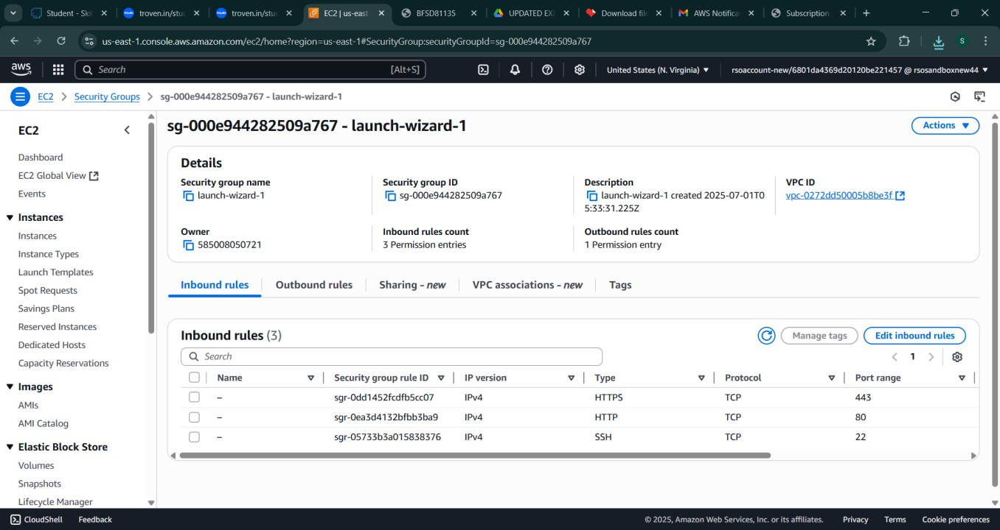 Student - Skil
troven.in/stud
troven.in/stud
EC2 | us-east
BFSD81135
UPDATED EX
Download file
AWS Notifica
Subscription
us-east-1.console.aws.amazon.com/ec2/home?region=us-east-1#SecurityGroup:securityGroupId=sg-000e944282509a767
S
aws
Search
[Alt+S]
United States (N. Virginia)
rsoaccount-new/6801da4369d20120be221457 @ rsosandboxnew44
EC2
Security Groups
sg-000e944282509a767 - launch-wizard-1
EC2
Dashboard
EC2 Global View
Events
Instances
Instances
Instance Types
Launch Templates
Spot Requests
Savings Plans
Reserved Instances
Dedicated Hosts
Capacity Reservations
Images
AMIs
AMI Catalog
Elastic Block Store
Volumes
Snapshots
Lifecycle Manager
sg-000e944282509a767 - launch-wizard-1
Actions
Details
Security group name
launch-wizard-1
Security group ID
sg-000e944282509a767
Description
launch-wizard-1 created 2025-07-01T0
5:33:31.225Z
VPC ID
vpc-0272dd50005b8be3f
Owner
585008050721
Inbound rules count
3 Permission entries
Outbound rules count
1 Permission entry
Inbound rules
Outbound rules
Sharing - new
VPC associations - new
Tags
Inbound rules (3)
Manage tags
Edit inbound rules
Search
1
Name Security group rule ID IP version Type Protocol Port range
– sgr-0dd1452fcdfb5cc07 IPv4 HTTPS TCP 443
– sgr-0ea3d4132bfbb3ba9 IPv4 HTTP TCP 80
– sgr-05733b3a015838376 IPv4 SSH TCP 22
CloudShell
Feedback
© 2025, Amazon Web Services, Inc. or its affiliates.
Privacy
Terms
Cookie preferences